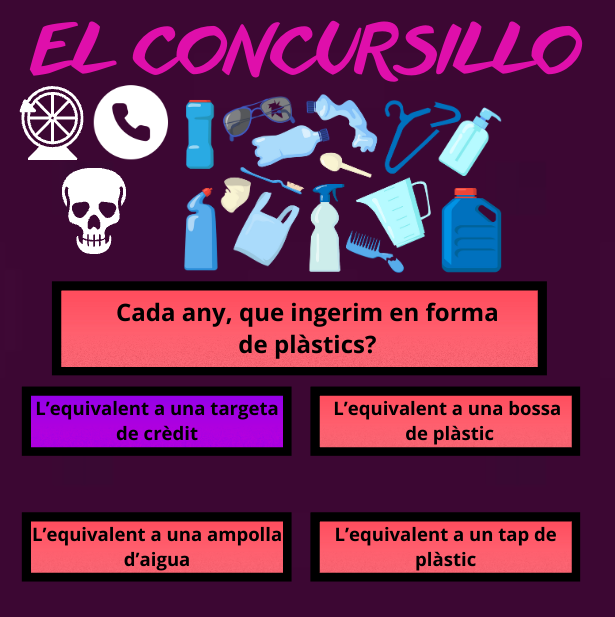 EL CONCURSILLO
Cada any, que ingerim en forma
de plàstics?
L’equivalent a una targeta
de crèdit
L’equivalent a una bossa
de plàstic
L’equivalent a una ampolla
d’aigua
L’equivalent a un tap de
plàstic